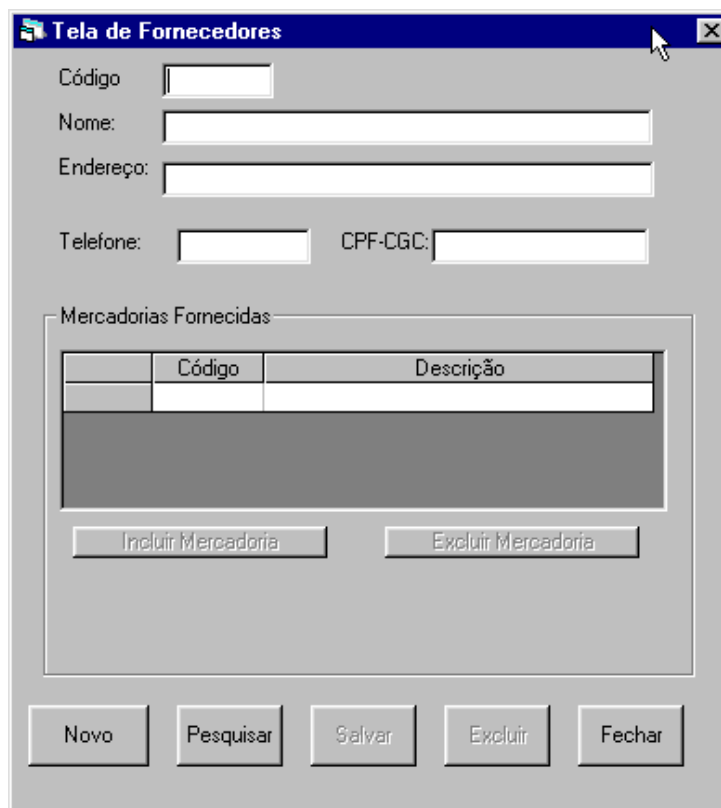 Tela de Fornecedores
Código
Nome:
Endereço:
Telefone: CPF-CGC:
Mercadorias Fornecidas
Código Descrição
Incluir Mercadoria Excluir Mercadoria
Novo Pesquisar Salvar Excluir Fechar